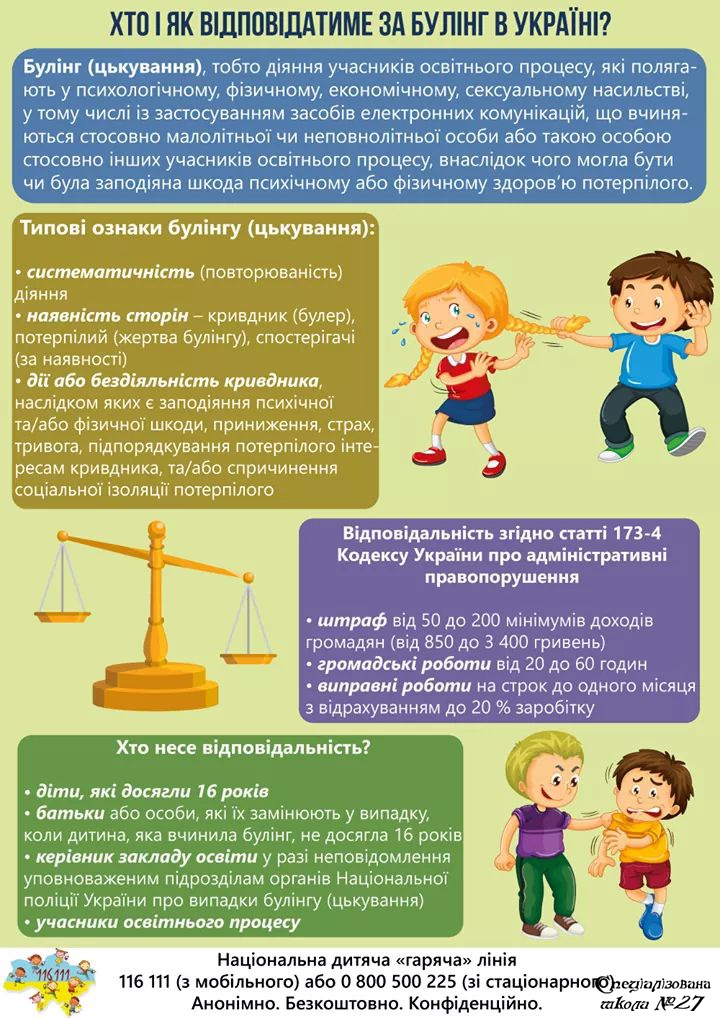 ХТО І ЯК ВІДПОВІДАТИМЕ ЗА БУЛІНГ В УКРАЇНІ?
Булінг (цькування), тобто діяння учасників освітнього процесу, які поляга-
ють у психологічному, фізичному, економічному, сексуальному насильстві,
у тому числі із застосуванням засобів електронних комунікацій, що вчиня-
ються стосовно малолітньої чи неповнолітньої особи або такою особою
стосовно інших учасників освітнього процесу, внаслідок чого могла бути
чи була заподіяна шкода психічному або фізичному здоров’ю потерпілого.
Типові ознаки булінгу (цькування):
• систематичність (повторюваність)
діяння
• наявність сторін – кривдник (булер),
потерпілий (жертва булінгу), спостерігачі
(за наявності)
• дії або бездіяльність кривдника,
наслідком яких є заподіяння психічної
та/або фізичної шкоди, приниження, страх,
тривога, підпорядкування потерпілого інте-
ресам кривдника, та/або спричинення
соціальної ізоляції потерпілого
Відповідальність згідно статті 173-4
Кодексу України про адміністративні
правопорушення
• штраф від 50 до 200 мінімумів доходів
громадян (від 850 до 3 400 гривень)
• громадські роботи від 20 до 60 годин
• виправні роботи на строк до одного місяця
з відрахуванням до 20 % заробітку
Хто несе відповідальність?
• діти, які досягли 16 років
• батьки або особи, які їх замінюють у випадку,
коли дитина, яка вчинила булінг, не досягла 16 років
• керівник закладу освіти у разі неповідомлення
уповноваженим підрозділам органів Національної
поліції України про випадки булінгу (цькування)
• учасники освітнього процесу
116 111
Національна дитяча «гаряча» лінія
116 111 (з мобільного) або 0 800 500 225 (зі стаціонарного)
Анонімно. Безкоштовно. Конфіденційно.
Спеціалізована
школа №27